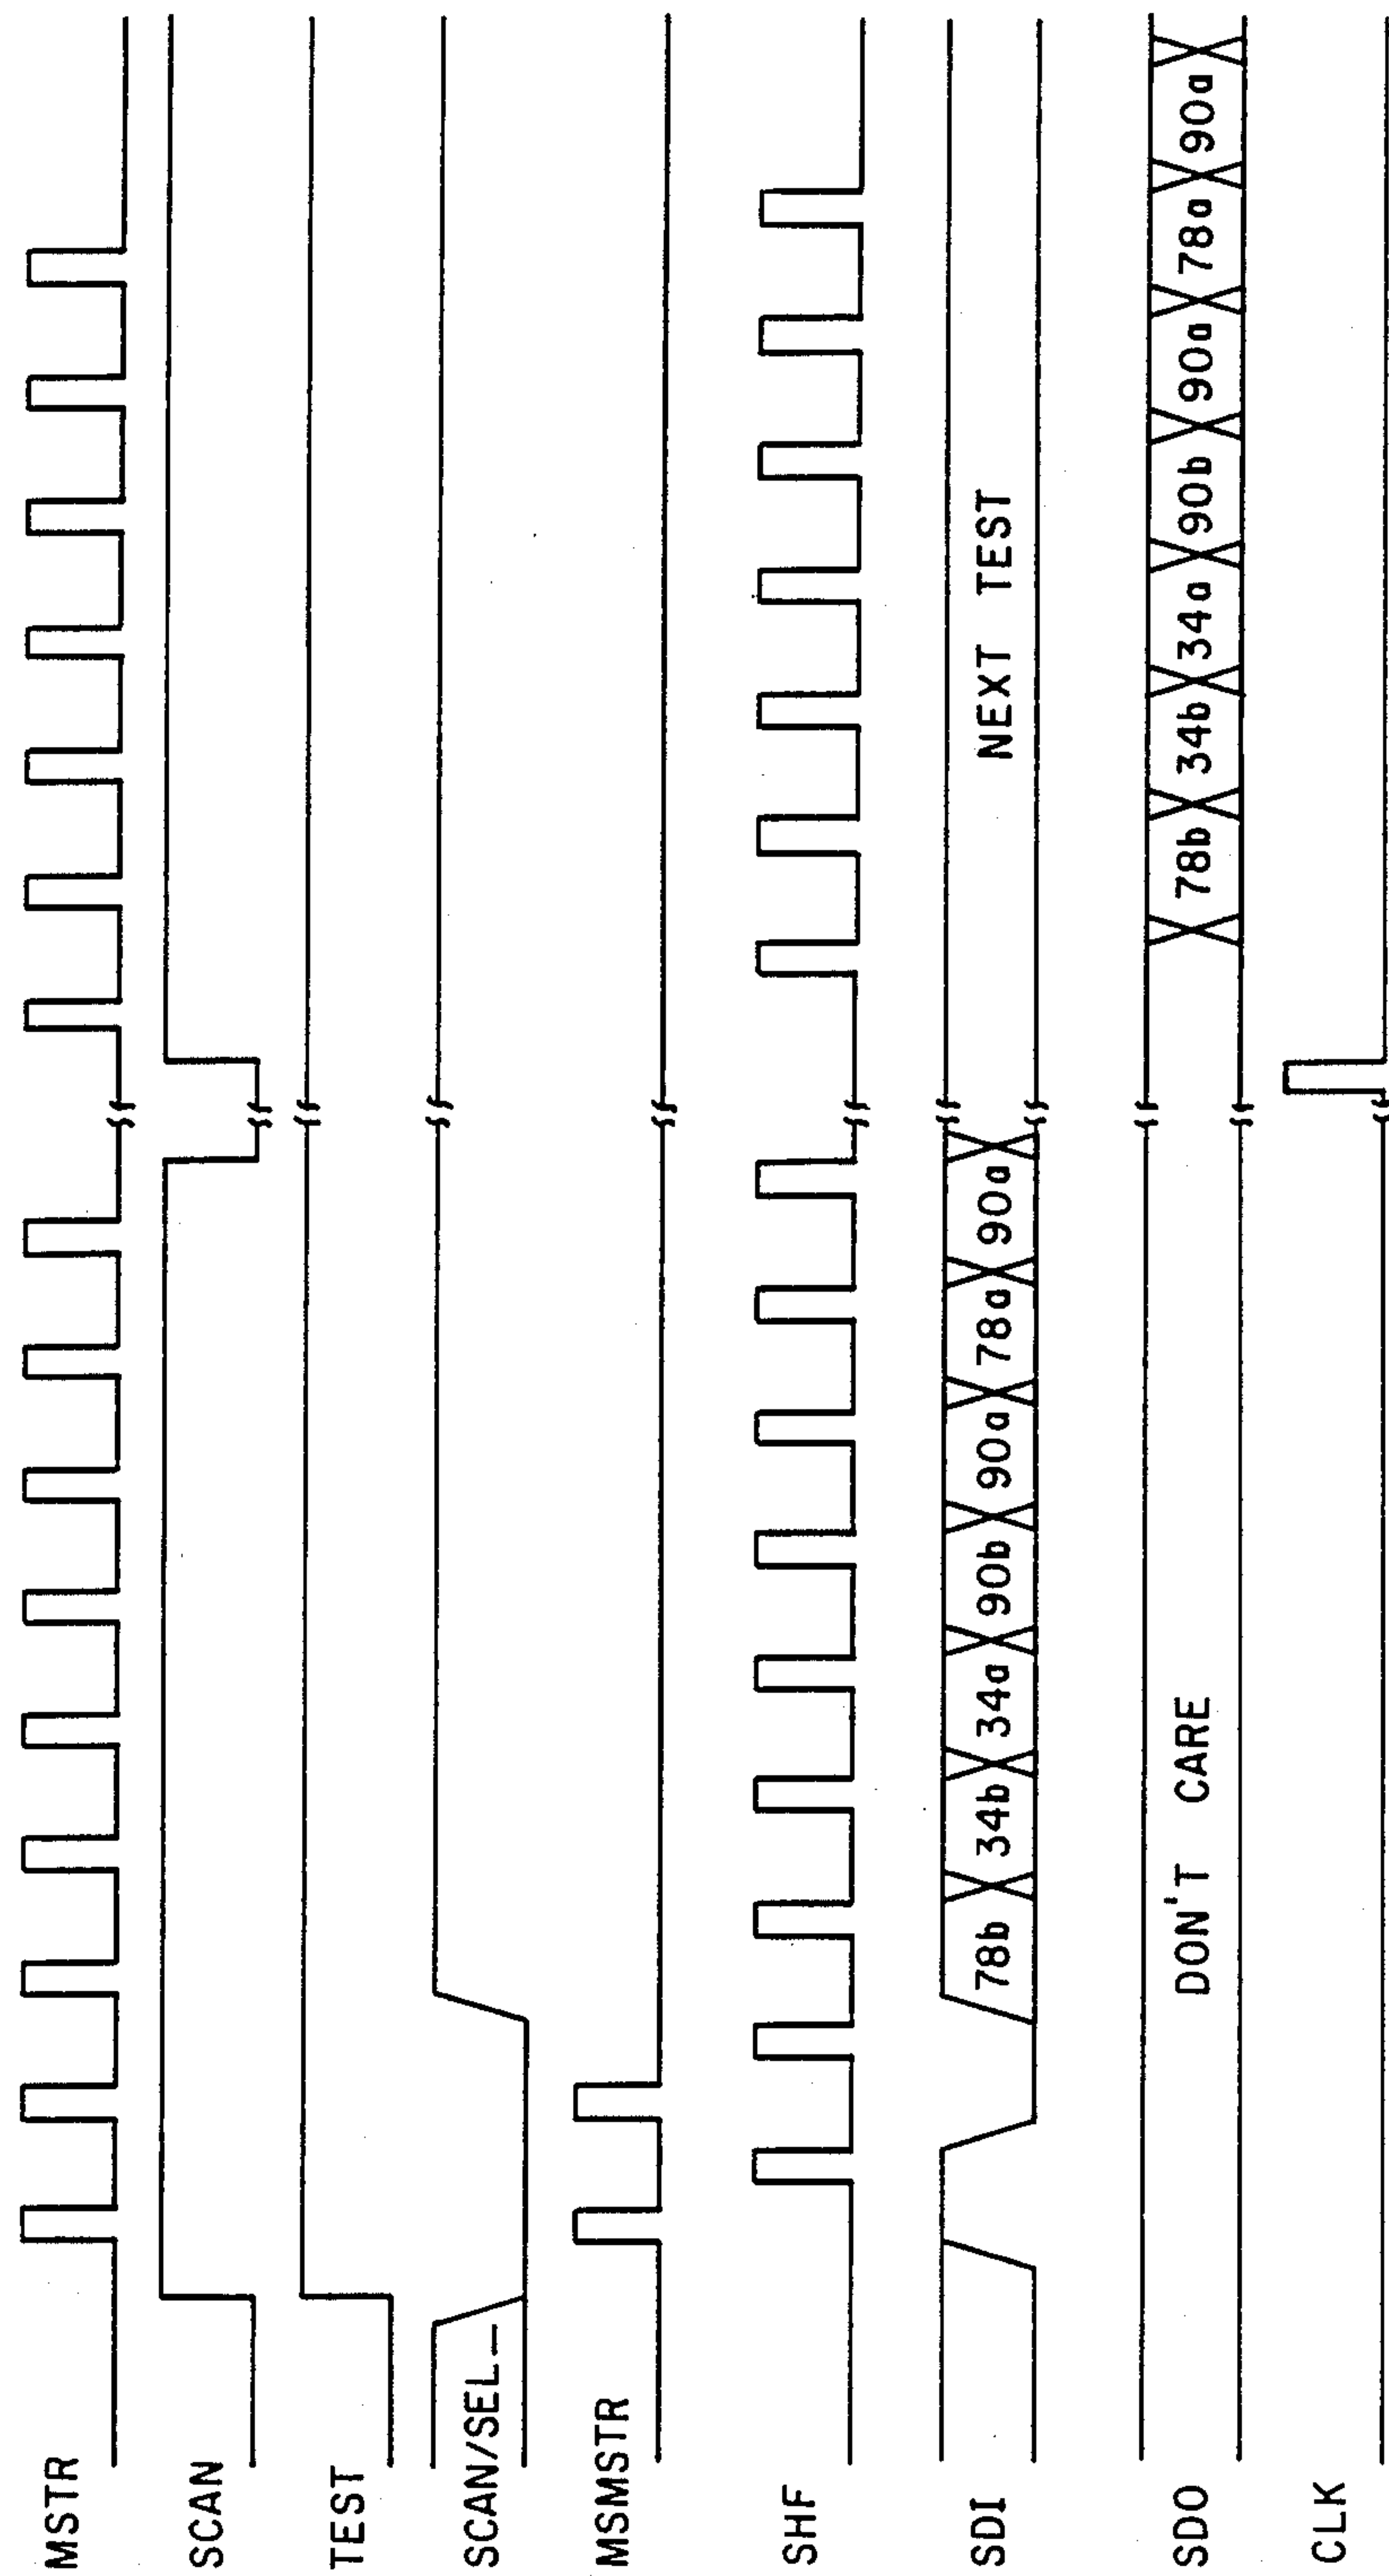 MSTR
SCAN
TEST
SCAN/SEL_
MSMSTR
SHF
SDI 78b 34b 34a 90b 90a 78a 90a NEXT TEST
SDO DON'T CARE 78b 34b 34a 90b 90a 78a 90a
CLK